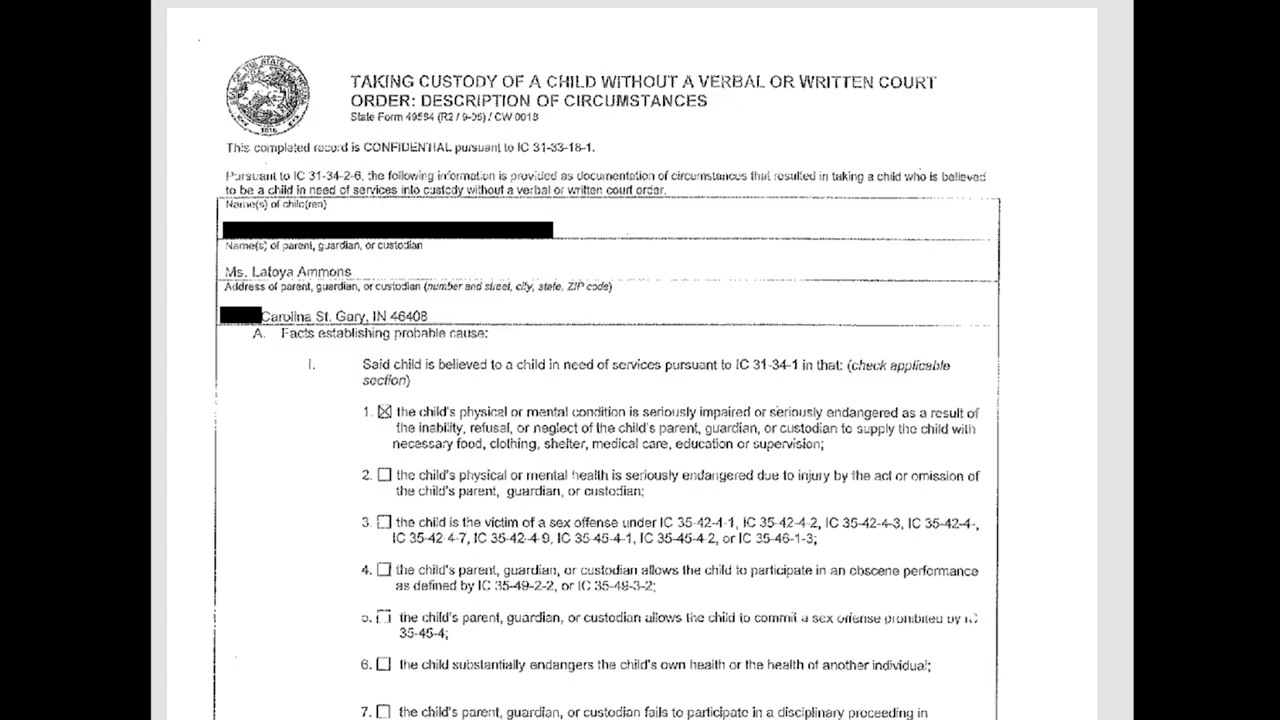 TAKING CUSTODY OF A CHILD WITHOUT A VERBAL OR WRITTEN COURT
ORDER: DESCRIPTION OF CIRCUMSTANCES
State Form 49584 (R2 / 9-05) / CW 0018
This completed record is CONFIDENTIAL pursuant to IC 31-33-18-1.
Pursuant to IC 31-34-2-6, the following information is provided as documentation of circumstances that resulted in taking a child who is believed
to be a child in need of services into custody without a verbal or written court order.
Name(s) of child(ren)
Name(s) of parent, guardian, or custodian
Ms. Latoya Ammons
Address of parent, guardian, or custodian (number and street, city, state, ZIP code)
Carolina St. Gary, IN 46408
A. Facts establishing probable cause:
i. Said child is believed to a child in need of services pursuant to IC 31-34-1 in that: (check applicable
section)
1. the child's physical or mental condition is seriously impaired or seriously endangered as a result of
the inability, refusal, or neglect of the child's parent, guardian, or custodian to supply the child with
necessary food, clothing, shelter, medical care, education or supervision;
2. the child's physical or mental health is seriously endangered due to injury by the act or omission of
the child's parent, guardian, or custodian;
3. the child is the victim of a sex offense under IC 35-42-4-1, IC 35-42-4-2, IC 35-42-4-3, IC 35-42-4-,
IC 35-42-4-7, IC 35-42-4-9, IC 35-45-4-1, IC 35-45-4-2, or IC 35-46-1-3;
4. the child's parent, guardian, or custodian allows the child to participate in an obscene performance
as defined by IC 35-49-2-2, or IC 35-49-3-2;
5. the child's parent, guardian, or custodian allows the child to commit a sex offense prohibited by IC
35-45-4;
6. the child substantially endangers the child's own health or the health of another individual;
7. the child's parent, guardian, or custodian fails to participate in a disciplinary proceeding in